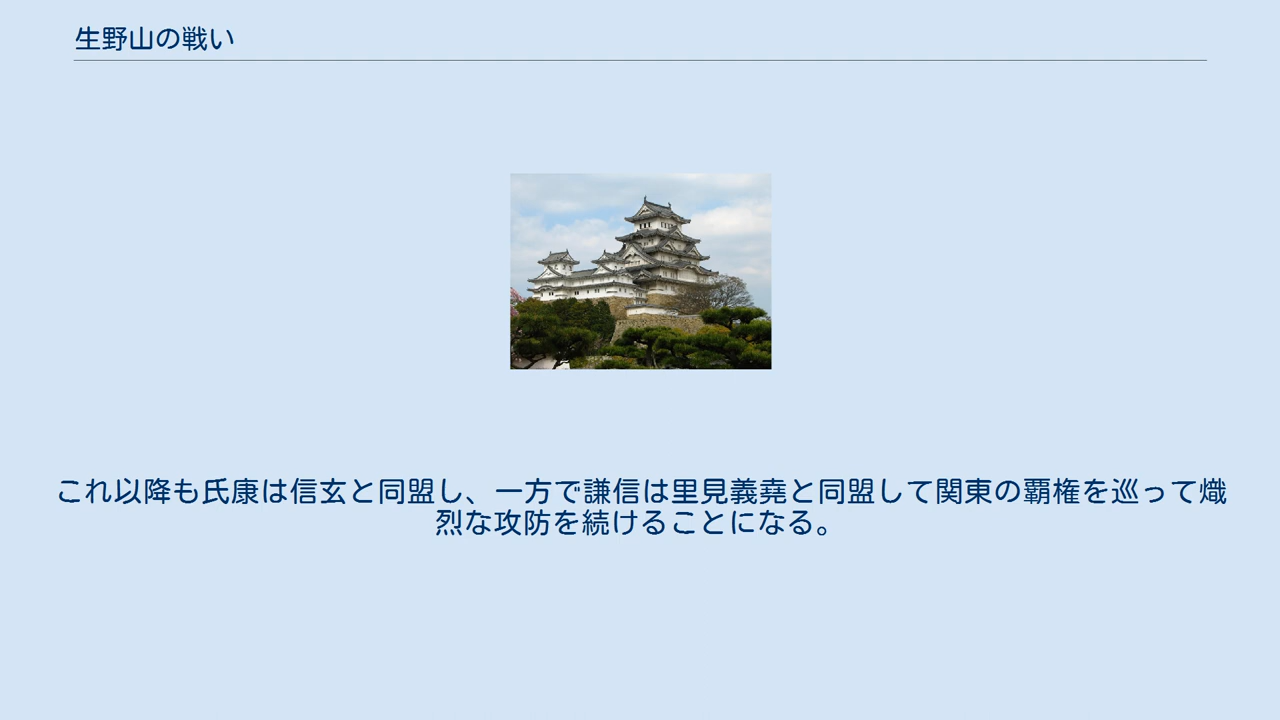 生野山の戦い
これ以降も氏康は信玄と同盟し、一方で謙信は里見義堯と同盟して関東の覇権を巡って熾
烈な攻防を続けることになる。